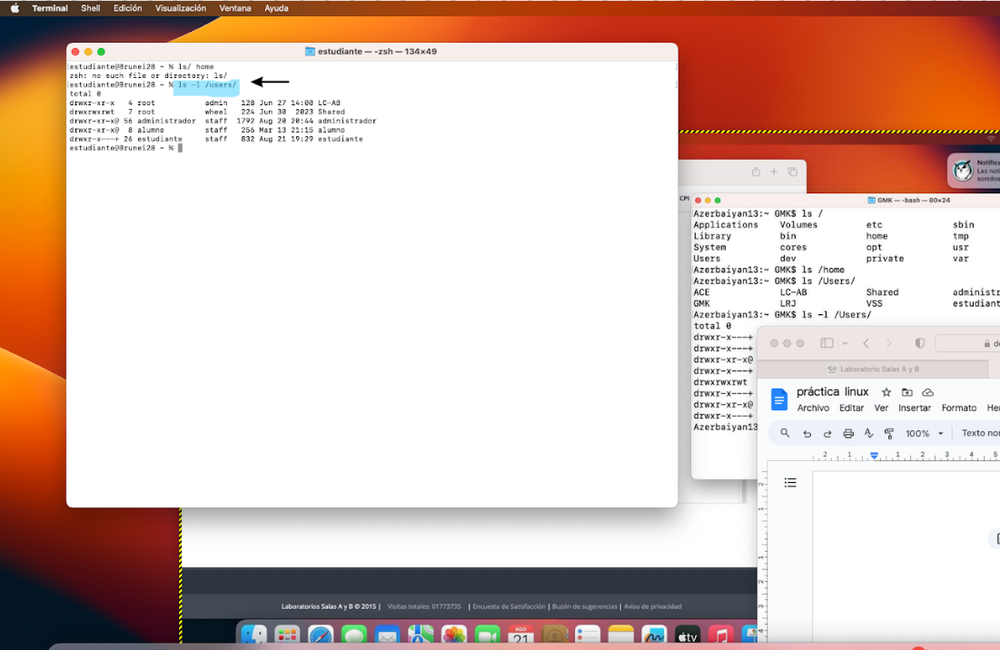 Terminal Shell Edición Visualización Ventana Ayuda
estudiante — -zsh — 134×49
[estudiante@Brunei28 ~ % ls/ home
zsh: no such file or directory: ls/
[estudiante@Brunei28 ~ % ls -l /users/
total 0
drwxr-xr-x   4 root           admin   128 Jun 27 14:00 LC-AB
drwxrwxrwt   7 root           wheel   224 Jun 30  2023 Shared
drwxr-xr-x@ 56 administrador  staff  1792 Aug 20 20:44 administrador
drwxr-xr-x@  8 alumno         staff   256 Mar 13 21:15 alumno
drwxr-x---+ 26 estudiante     staff   832 Aug 21 19:29 estudiante
estudiante@Brunei28 ~ %
Notifica
Las noti
sonidos
CPI
GMK — -bash — 80×24
Azerbaiyan13:~ GMK$ ls /
Applications Volumes etc sbin
Library bin home tmp
System cores opt usr
Users dev private var
Azerbaiyan13:~ GMK$ ls /home
Azerbaiyan13:~ GMK$ ls /Users/
ACE LC-AB Shared administr
GMK LRJ VSS estudiant
Azerbaiyan13:~ GMK$ ls -l /Users/
total 0
drwxr-x---+
drwxr-x---+
drwxr-xr-x@
drwxr-x---+
drwxrwxrwt
drwxr-x---+
drwxr-xr-x@
drwxr-x---+
Azerbaiyan13
Laboratorio Salas A y B
práctica linux
Archivo Editar Ver Insertar Formato
100% Texto nor
2 1 1 2 3 4 5
Laboratorios Salas A y B © 2015 | Visitas totales: 01773735 | Encuesta de Satisfacción | Buzón de sugerencias | Aviso de privacidad
AGO
21
tv